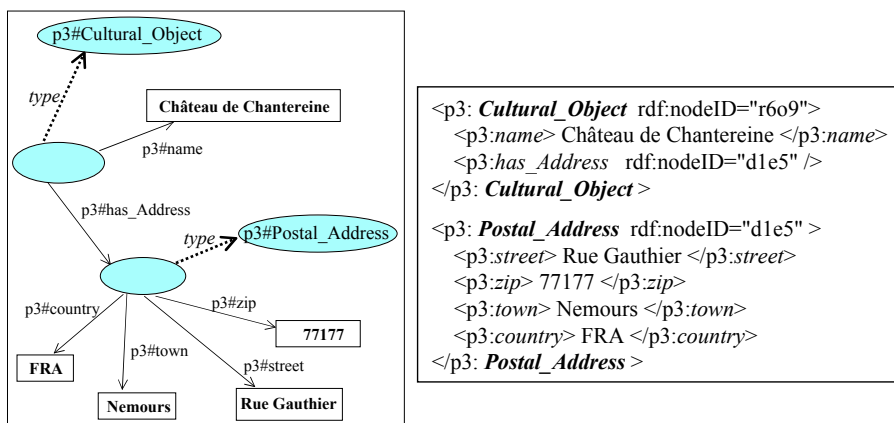 p3#Cultural_Object
type
Château de Chantereine
p3#name
p3#has_Address
type
p3#Postal_Address
p3#country
p3#zip
77177
p3#town
FRA
p3#street
Nemours
Rue Gauthier
<p3: Cultural_Object rdf:nodeID="r6o9">
<p3:name> Château de Chantereine </p3:name>
<p3:has_Address rdf:nodeID="d1e5" />
</p3: Cultural_Object >
<p3: Postal_Address rdf:nodeID="d1e5" >
<p3:street> Rue Gauthier </p3:street>
<p3:zip> 77177 </p3:zip>
<p3:town> Nemours </p3:town>
<p3:country> FRA </p3:country>
</p3: Postal_Address >